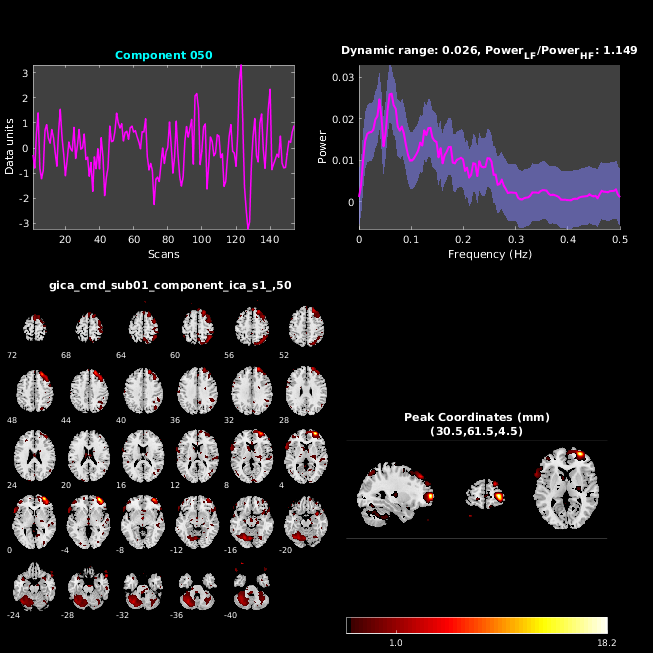 Component 050
Data units
3
2
1
0
-1
-2
-3
20 40 60 80 100 120 140
Scans
Dynamic range: 0.026, PowerLF/PowerHF: 1.149
Power
0.03
0.02
0.01
0
0 0.1 0.2 0.3 0.4 0.5
Frequency (Hz)
gica_cmd_sub01_component_ica_s1_,50
72 68 64 60 56 52
48 44 40 36 32 28
24 20 16 12 8 4
0 -4 -8 -12 -16 -20
-24 -28 -32 -36 -40
Peak Coordinates (mm)
(30.5,61.5,4.5)
1.0 18.2